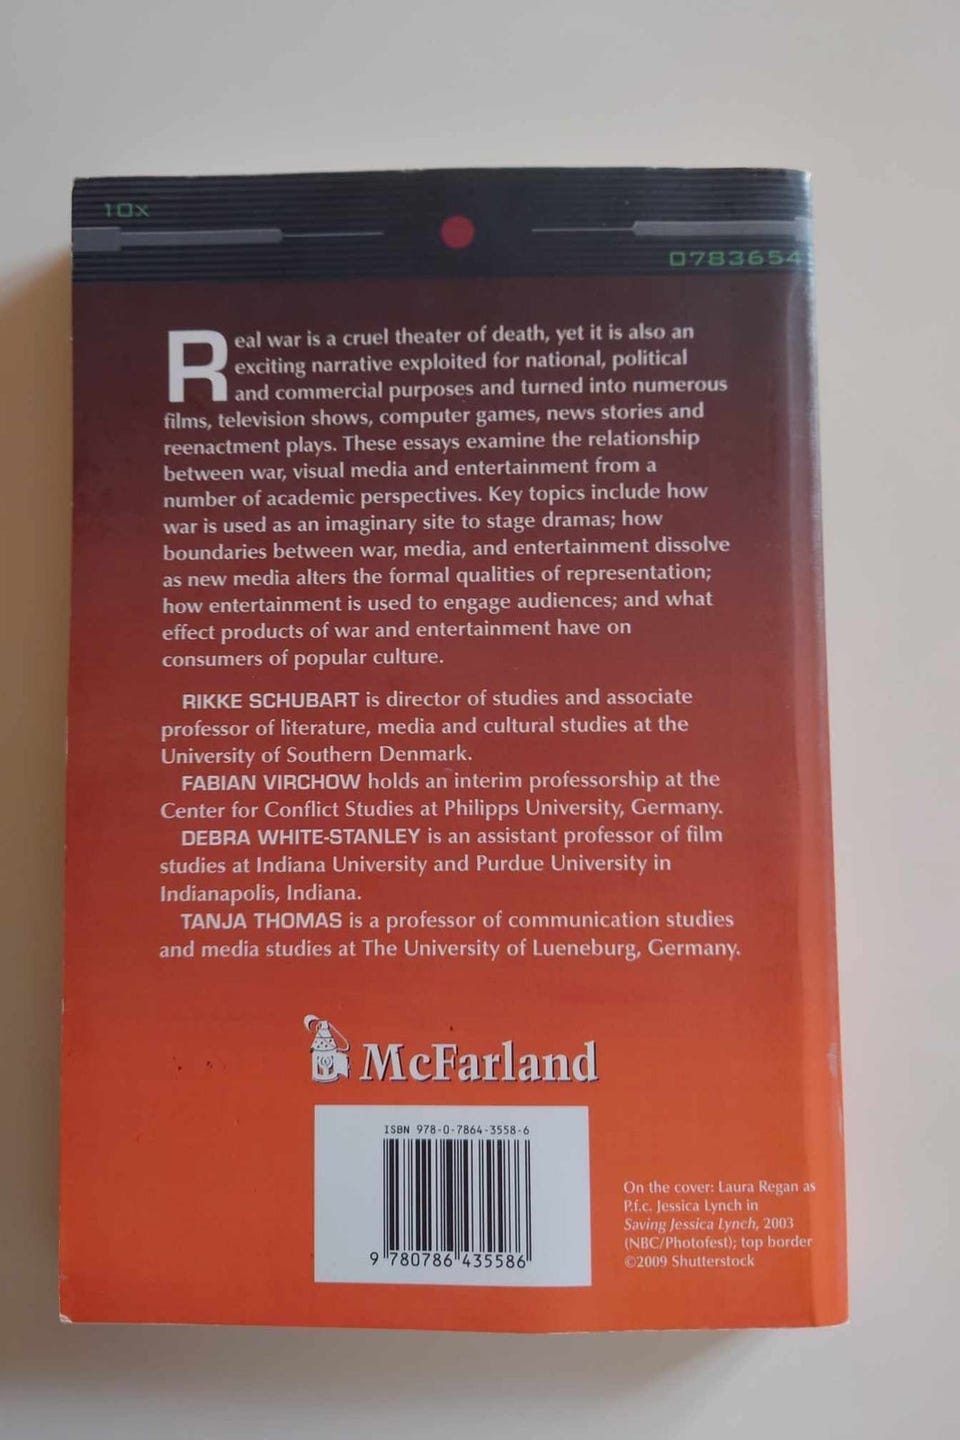 10x
0783654
Real war is a cruel theater of death, yet it is also an
exciting narrative exploited for national, political
and commercial purposes and turned into numerous
films, television shows, computer games, news stories and
reenactment plays. These essays examine the relationship
between war, visual media and entertainment from a
number of academic perspectives. Key topics include how
war is used as an imaginary site to stage dramas; how
boundaries between war, media, and entertainment dissolve
as new media alters the formal qualities of representation;
how entertainment is used to engage audiences; and what
effect products of war and entertainment have on
consumers of popular culture.
RIKKE SCHUBART is director of studies and associate
professor of literature, media and cultural studies at the
University of Southern Denmark.
FABIAN VIRCHOW holds an interim professorship at the
Center for Conflict Studies at Philipps University, Germany.
DEBRA WHITE-STANLEY is an assistant professor of film
studies at Indiana University and Purdue University in
Indianapolis, Indiana.
TANJA THOMAS is a professor of communication studies
and media studies at The University of Lueneburg, Germany.
McFarland
ISBN 978-0-7864-3558-6
9 780786 435586
On the cover: Laura Regan as
P.f.c. Jessica Lynch in
Saving Jessica Lynch, 2003
(NBC/Photofest); top border
©2009 Shutterstock